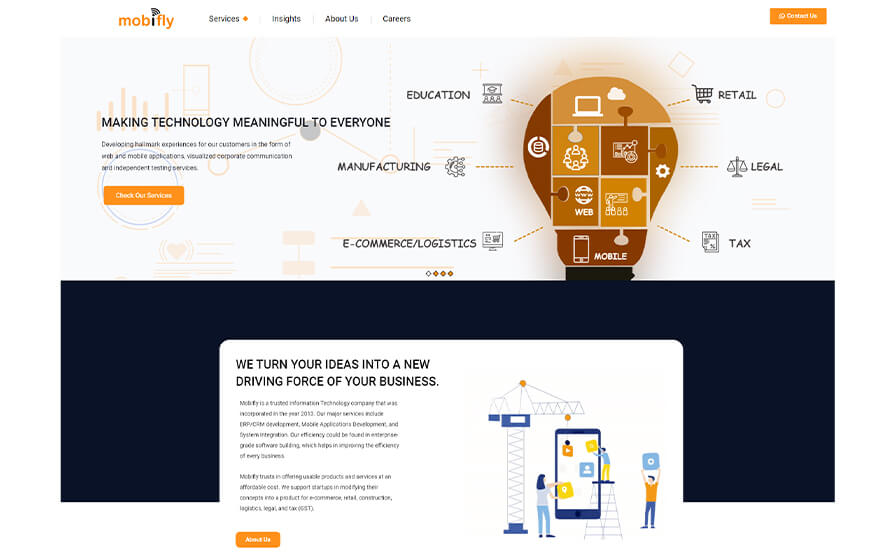 mobifly
Services
Insights
About Us
Careers
Contact Us
MAKING TECHNOLOGY MEANINGFUL TO EVERYONE
Developing hallmark experiences for our customers in the form of
web and mobile applications, visualized corporate communication
and independent testing services.
Check Our Services
EDUCATION
RETAIL
MANUFACTURING
LEGAL
WEB
E-COMMERCE/LOGISTICS
TAX
TAX
MOBILE
WE TURN YOUR IDEAS INTO A NEW
DRIVING FORCE OF YOUR BUSINESS.
Mobifly is a trusted Information Technology company that was
incorporated in the year 2013. Our major services include
ERP/CRM development, Mobile Applications Development, and
System Integration. Our efficiency could be found in enterprise-
grade software building, which helps in improving the efficiency
of every business.
Mobifly trusts in offering usable products and services at an
affordable cost. We support startups in modifying their
concepts into a product for e-commerce, retail, construction,
logistics, legal, and tax (GST).
About Us